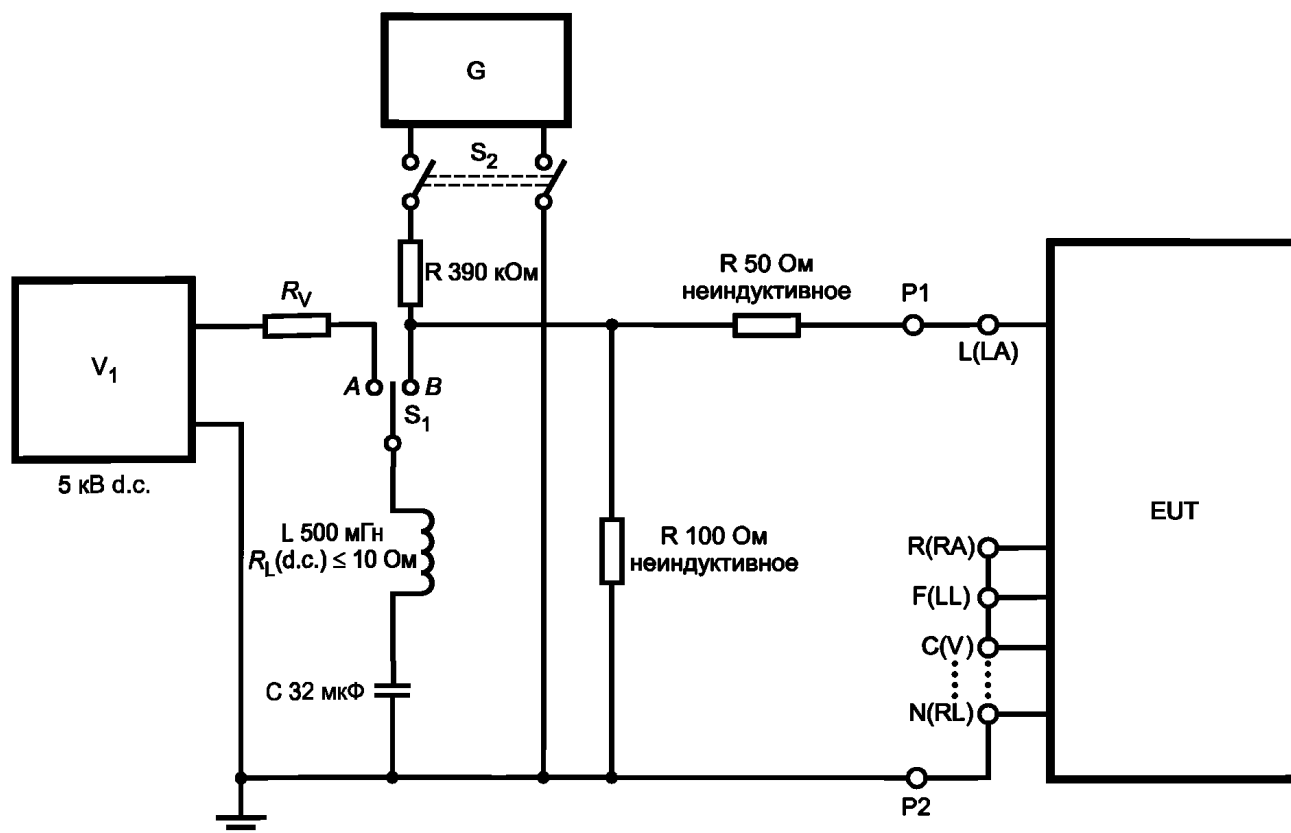 G
S2
R 390 кОм
R 50 Ом
неиндуктивное
P1
L(LA)
RV
V1
A
B
S1
5 кВ d.c.
L 500 мГн
RL(d.c.) ≤ 10 Ом
R 100 Ом
неиндуктивное
EUT
R(RA)
F(LL)
C(V)
C 32 мкФ
N(RL)
P2